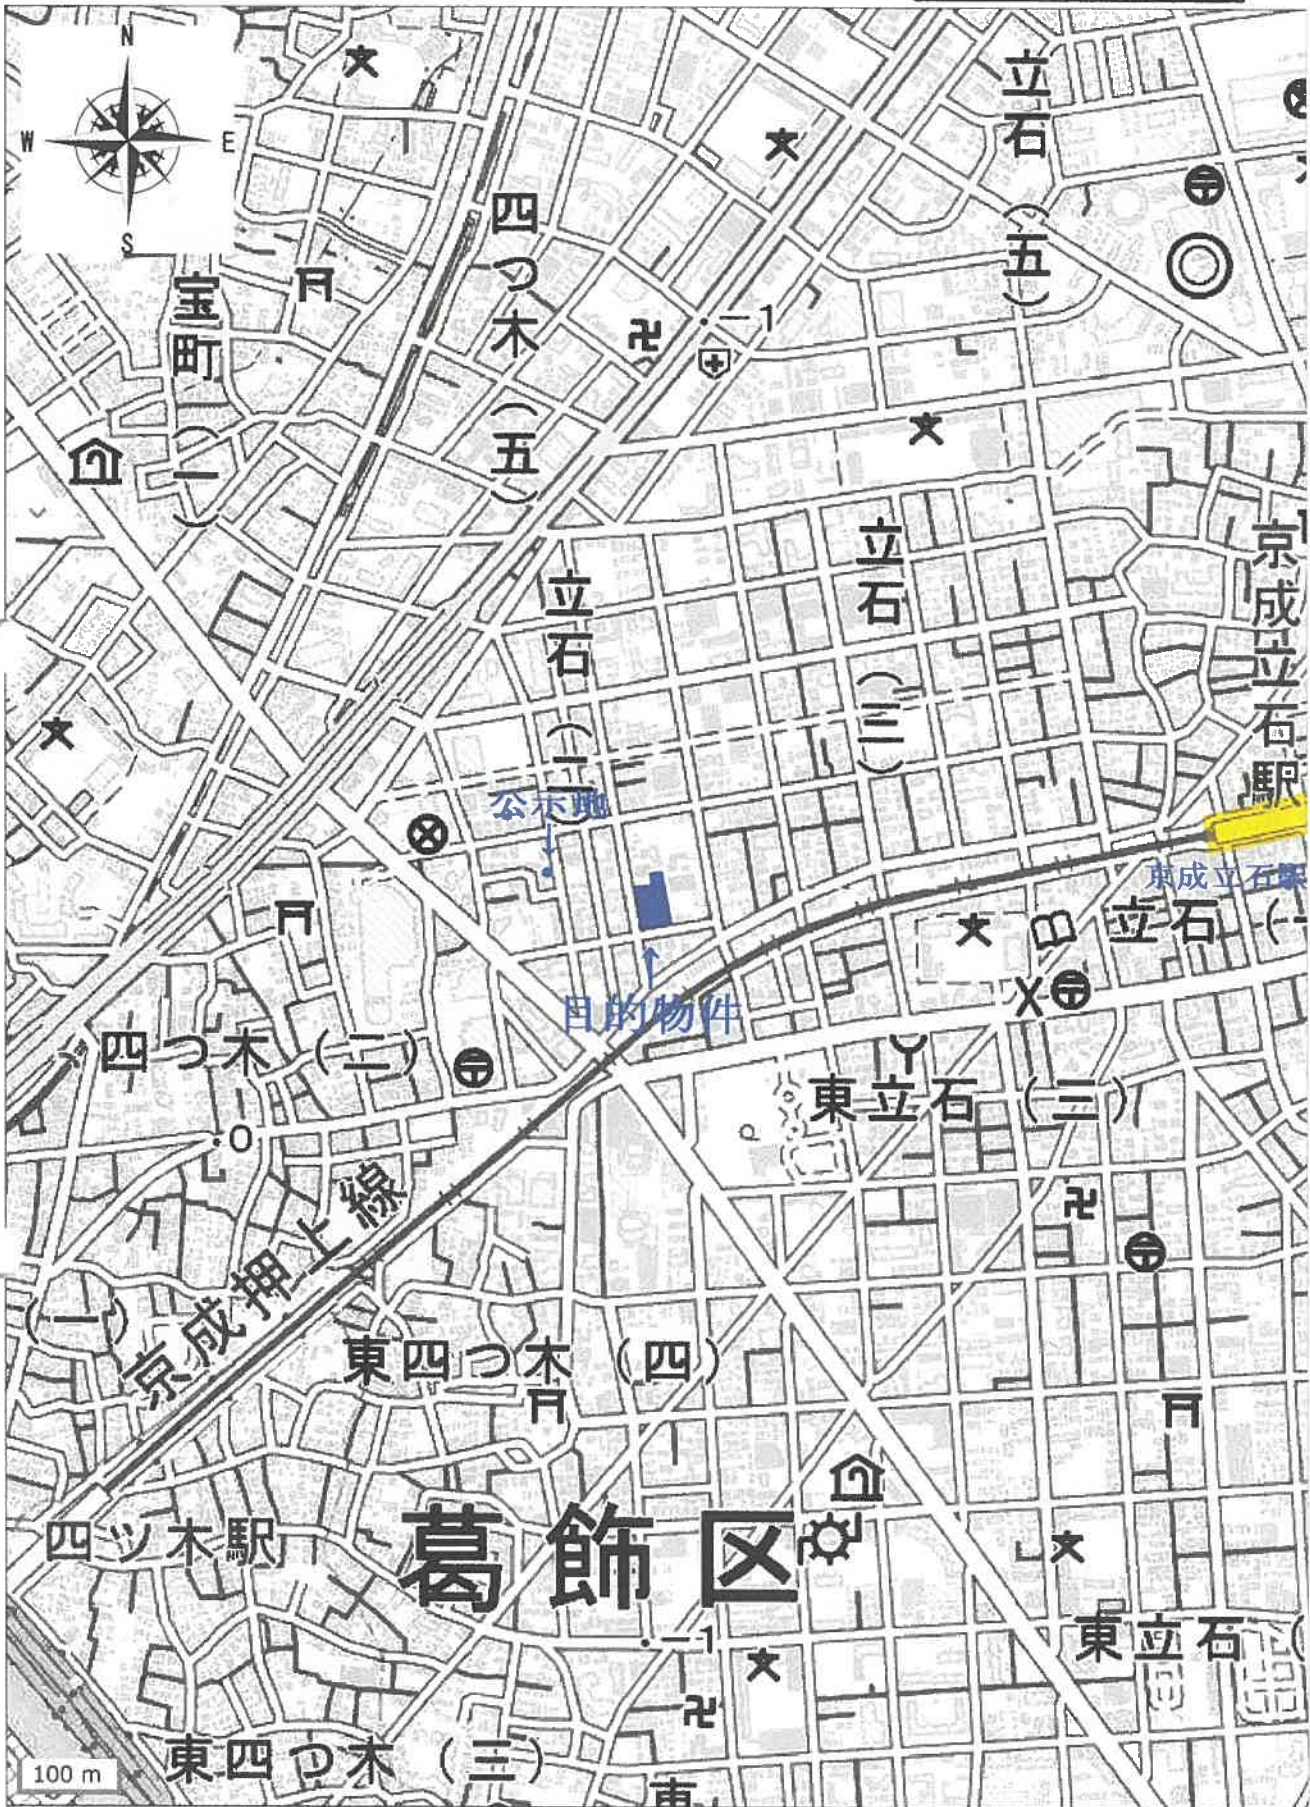 N
W
E
S
立石（五）
四つ木（五）
宝町（一）
・－1
京成立石駅
立石（三）
立石（二）
公示地
京成立石駅
立石（一
目的物件
四つ木（二）
東立石（三）
・0
京成押上線
（一）
東四つ木（四）
四ツ木駅
葛飾区
・－1
東立石（
東四つ木（三）
100 m
東